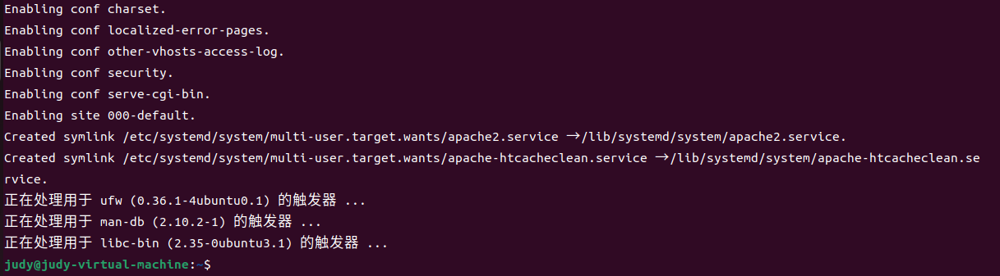 Enabling conf charset.
Enabling conf localized-error-pages.
Enabling conf other-vhosts-access-log.
Enabling conf security.
Enabling conf serve-cgi-bin.
Enabling site 000-default.
Created symlink /etc/systemd/system/multi-user.target.wants/apache2.service → /lib/systemd/system/apache2.service.
Created symlink /etc/systemd/system/multi-user.target.wants/apache-htcacheclean.service → /lib/systemd/system/apache-htcacheclean.se
rvice.
正在处理用于 ufw (0.36.1-4ubuntu0.1) 的触发器 ...
正在处理用于 man-db (2.10.2-1) 的触发器 ...
正在处理用于 libc-bin (2.35-0ubuntu3.1) 的触发器 ...
judy@judy-virtual-machine:~$